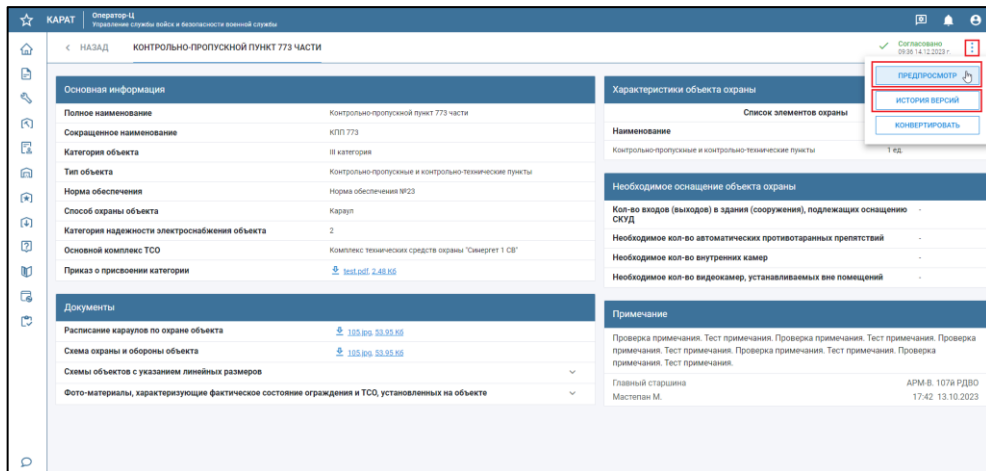 КАРАТ
Оператор-Ц
Управление службы войск и безопасности военной службы
< НАЗАД
КОНТРОЛЬНО-ПРОПУСКНОЙ ПУНКТ 773 ЧАСТИ
Согласовано
09:36 14.12.2023 г.
ПРЕДПРОСМОТР
ИСТОРИЯ ВЕРСИЙ
КОНВЕРТИРОВАТЬ
Основная информация
Полное наименование Контрольно-пропускной пункт 773 части
Сокращенное наименование КПП 773
Категория объекта III категория
Тип объекта Контрольно-пропускные и контрольно-технические пункты
Норма обеспечения Норма обеспечения №23
Способ охраны объекта Караул
Категория надежности электроснабжения объекта 2
Основной комплекс ТСО Комплекс технических средств охраны "Синергет 1 СВ"
Приказ о присвоении категории test.pdf, 2.48 Кб
Документы
Расписание караулов по охране объекта 105.jpg, 53.95 Кб
Схема охраны и обороны объекта 105.jpg, 53.95 Кб
Схемы объектов с указанием линейных размеров
Фото-материалы, характеризующие фактическое состояние ограждения и ТСО, установленных на объекте
Характеристики объекта охраны
Список элементов охраны
Наименование
Контрольно-пропускные и контрольно-технические пункты 1 ед.
Необходимое оснащение объекта охраны
Кол-во входов (выходов) в здания (сооружения), подлежащих оснащению -
СКУД
Необходимое кол-во автоматических противотаранных препятствий -
Необходимое кол-во внутренних камер -
Необходимое кол-во видеокамер, устанавливаемых вне помещений -
Примечание
Проверка примечания. Тест примечания. Проверка примечания. Тест примечания. Тест примечания. Проверка
примечания. Тест примечания. Проверка примечания. Тест примечания. Тест примечания. Проверка
примечания. Тест примечания. Тест примечания.
Главный старшина АРМ-В. 107й РДВО
Мастепан М. 17:42 13.10.2023